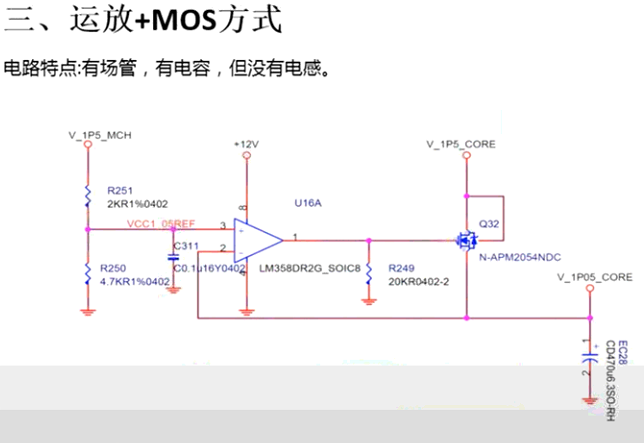 三、运放+MOS方式
电路特点:有场管，有电容，但没有电感。
V_1P5_MCH
+12V
V_1P5_CORE
R251
2KR1%0402
VCC1_05REF
3
2
8
4
1
U16A
LM358DR2G_SOIC8
C311
C0.1u16Y0402
R250
4.7KR1%0402
R249
20KR0402-2
Q32
N-APM2054NDC
V_1P05_CORE
1
+
2
EC28
CD470u6.3SO-RH